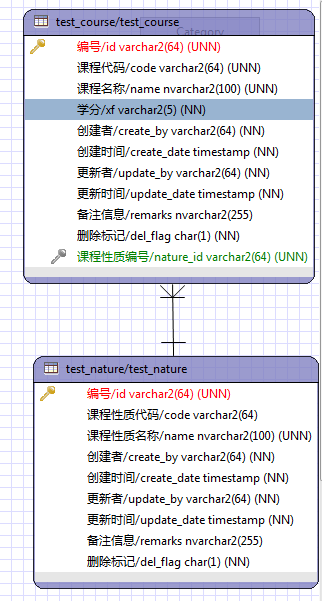 test_course/test_course
Category
编号/id varchar2(64) (UNN)
课程代码/code varchar2(64) (UNN)
课程名称/name nvarchar2(100) (UNN)
学分/xf varchar2(5) (NN)
创建者/create_by varchar2(64) (NN)
创建时间/create_date timestamp (NN)
更新者/update_by varchar2(64) (NN)
更新时间/update_date timestamp (NN)
备注信息/remarks nvarchar2(255)
删除标记/del_flag char(1) (NN)
课程性质编号/nature_id varchar2(64) (UNN)
test_nature/test_nature
编号/id varchar2(64) (UNN)
课程性质代码/code varchar2(64)
课程性质名称/name nvarchar2(100) (UNN)
创建者/create_by varchar2(64) (NN)
创建时间/create_date timestamp (NN)
更新者/update_by varchar2(64) (NN)
更新时间/update_date timestamp (NN)
备注信息/remarks nvarchar2(255)
删除标记/del_flag char(1) (NN)